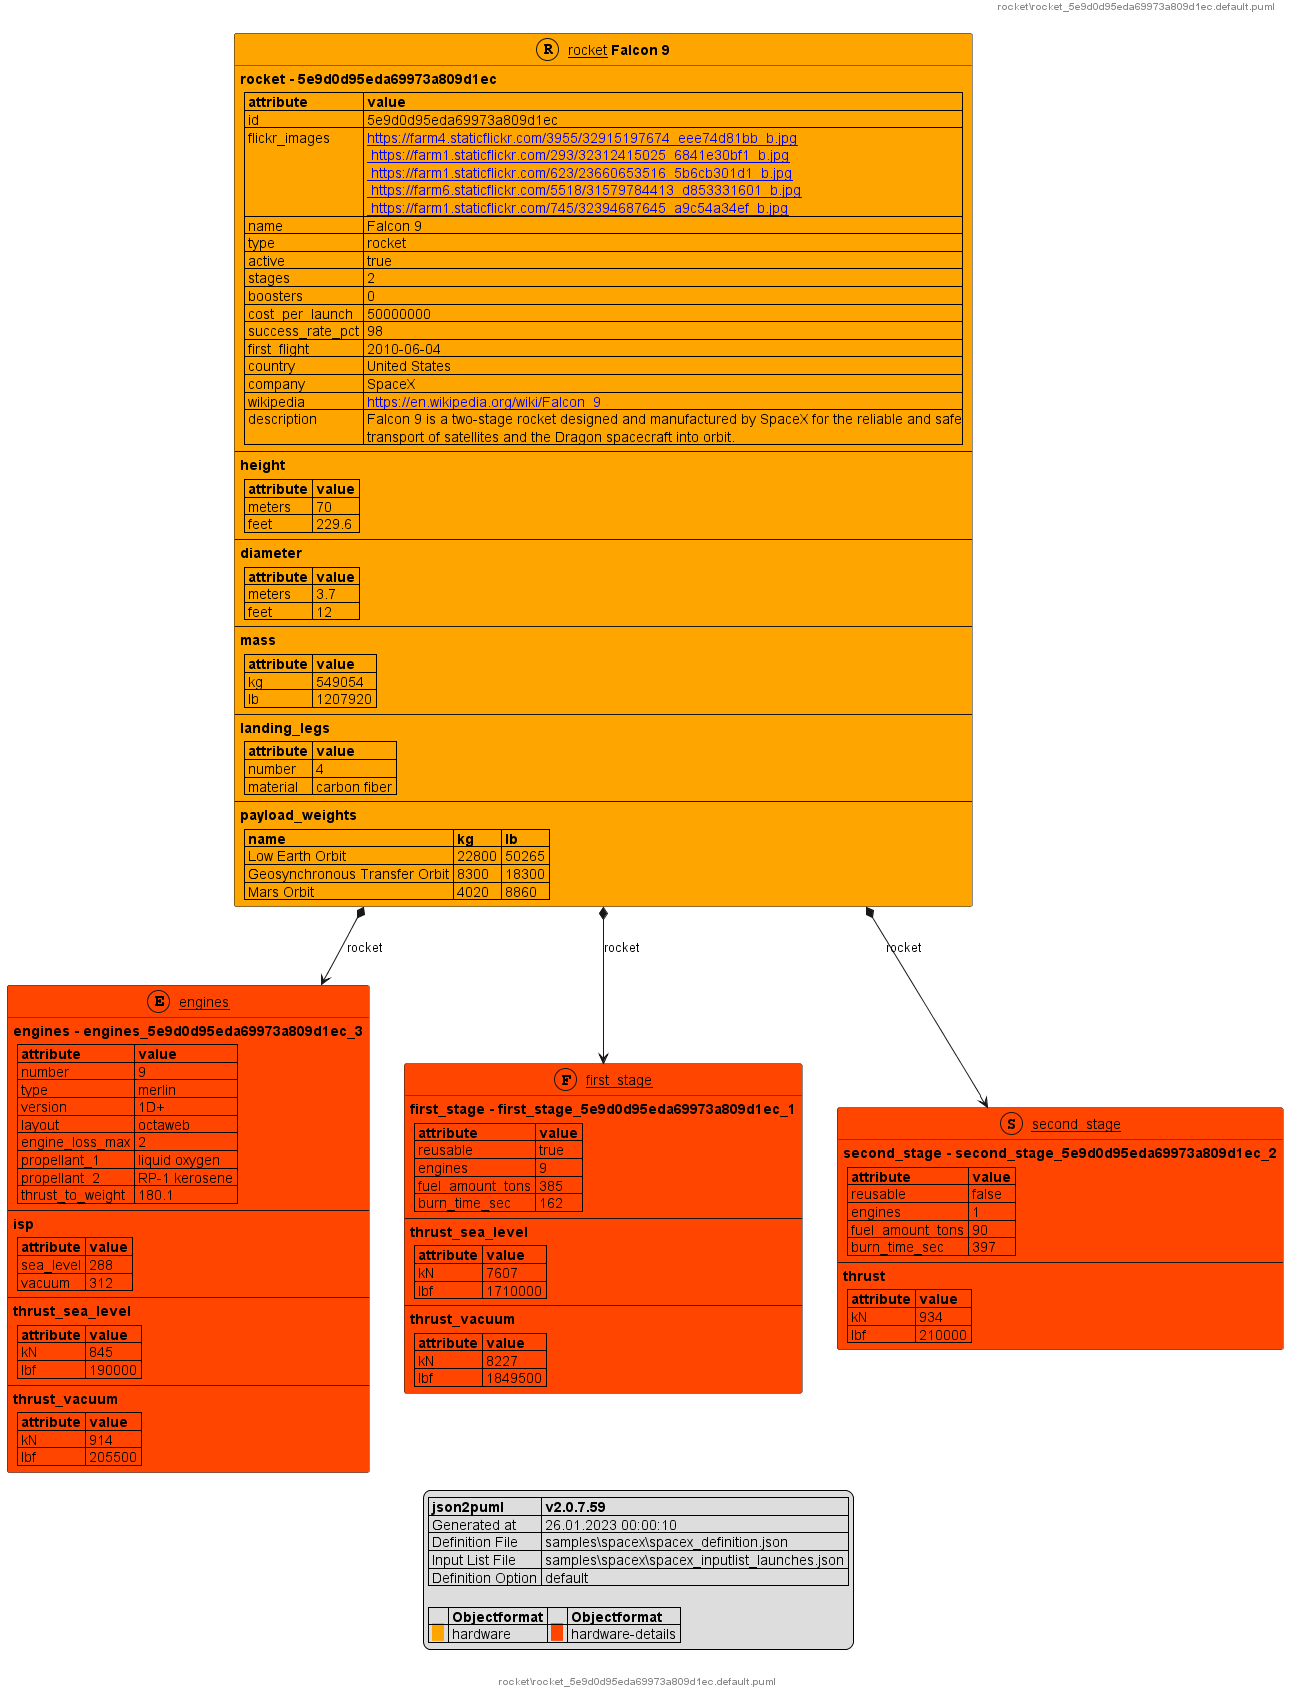 rocket\rocket_5e9d0d95eda69973a809d1ec.default.puml
R rocket Falcon 9
rocket - 5e9d0d95eda69973a809d1ec
attribute value
id 5e9d0d95eda69973a809d1ec
flickr_images https://farm4.staticflickr.com/3955/32915197674_eee74d81bb_b.jpg
https://farm1.staticflickr.com/293/32312415025_6841e30bf1_b.jpg
https://farm1.staticflickr.com/623/23660653516_5b6cb301d1_b.jpg
https://farm6.staticflickr.com/5518/31579784413_d853331601_b.jpg
https://farm1.staticflickr.com/745/32394687645_a9c54a34ef_b.jpg
name Falcon 9
type rocket
active true
stages 2
boosters 0
cost_per_launch 50000000
success_rate_pct 98
first_flight 2010-06-04
country United States
company SpaceX
wikipedia https://en.wikipedia.org/wiki/Falcon_9
description Falcon 9 is a two-stage rocket designed and manufactured by SpaceX for the reliable and safe
transport of satellites and the Dragon spacecraft into orbit.
height
attribute value
meters 70
feet 229.6
diameter
attribute value
meters 3.7
feet 12
mass
attribute value
kg 549054
lb 1207920
landing_legs
attribute value
number 4
material carbon fiber
payload_weights
name kg lb
Low Earth Orbit 22800 50265
Geosynchronous Transfer Orbit 8300 18300
Mars Orbit 4020 8860
rocket rocket rocket
E engines
engines - engines_5e9d0d95eda69973a809d1ec_3
attribute value
number 9
type merlin
version 1D+
layout octaweb
engine_loss_max 2
propellant_1 liquid oxygen
propellant_2 RP-1 kerosene
thrust_to_weight 180.1
isp
attribute value
sea_level 288
vacuum 312
thrust_sea_level
attribute value
kN 845
lbf 190000
thrust_vacuum
attribute value
kN 914
lbf 205500
F first_stage
first_stage - first_stage_5e9d0d95eda69973a809d1ec_1
attribute value
reusable true
engines 9
fuel_amount_tons 385
burn_time_sec 162
thrust_sea_level
attribute value
kN 7607
lbf 1710000
thrust_vacuum
attribute value
kN 8227
lbf 1849500
S second_stage
second_stage - second_stage_5e9d0d95eda69973a809d1ec_2
attribute value
reusable false
engines 1
fuel_amount_tons 90
burn_time_sec 397
thrust
attribute value
kN 934
lbf 210000
json2puml v2.0.7.59
Generated at 26.01.2023 00:00:10
Definition File samples\spacex\spacex_definition.json
Input List File samples\spacex\spacex_inputlist_launches.json
Definition Option default
Objectformat Objectformat
hardware hardware-details
rocket\rocket_5e9d0d95eda69973a809d1ec.default.puml